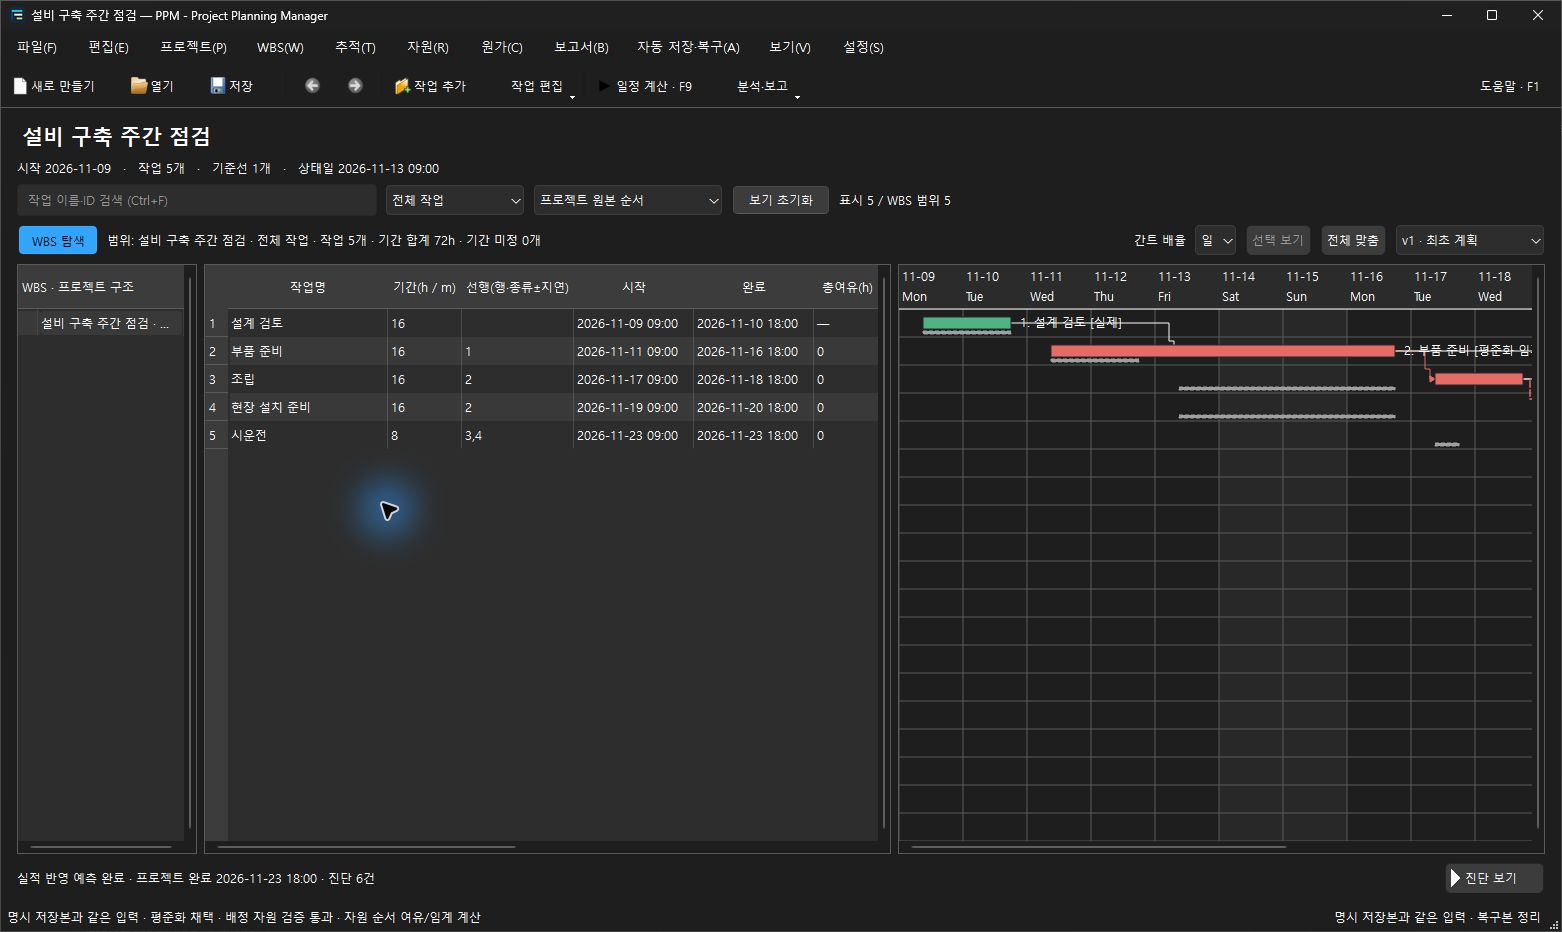 설비 구축 주간 점검 — PPM - Project Planning Manager
파일(F) 편집(E) 프로젝트(P) WBS(W) 추적(T) 자원(R) 원가(C) 보고서(B) 자동 저장·복구(A) 보기(V) 설정(S)
새로 만들기 열기 저장 작업 추가 작업 편집 일정 계산 · F9 분석·보고 도움말 · F1
설비 구축 주간 점검
시작 2026-11-09 · 작업 5개 · 기준선 1개 · 상태일 2026-11-13 09:00
작업 이름·ID 검색 (Ctrl+F) 전체 작업 프로젝트 원본 순서 보기 초기화 표시 5 / WBS 범위 5
WBS 탐색 범위: 설비 구축 주간 점검 · 전체 작업 · 작업 5개 · 기간 합계 72h · 기간 미정 0개 간트 배율 일 선택 보기 전체 맞춤 v1 · 최초 계획
WBS · 프로젝트 구조
설비 구축 주간 점검 · ...
작업명 기간(h / m) 선행(행·종류±지연) 시작 완료 총여유(h)
1 설계 검토 16 2026-11-09 09:00 2026-11-10 18:00 —
2 부품 준비 16 1 2026-11-11 09:00 2026-11-16 18:00 0
3 조립 16 2 2026-11-17 09:00 2026-11-18 18:00 0
4 현장 설치 준비 16 2 2026-11-19 09:00 2026-11-20 18:00 0
5 시운전 8 3,4 2026-11-23 09:00 2026-11-23 18:00 0
11-09 11-10 11-11 11-12 11-13 11-14 11-15 11-16 11-17 11-18
Mon Tue Wed Thu Fri Sat Sun Mon Tue Wed
1. 설계 검토 [실제]
2. 부품 준비 [평준화 임
실적 반영 예측 완료 · 프로젝트 완료 2026-11-23 18:00 · 진단 6건
진단 보기
명시 저장본과 같은 입력 · 평준화 채택 · 배정 자원 검증 통과 · 자원 순서 여유/임계 계산
명시 저장본과 같은 입력 · 복구본 정리